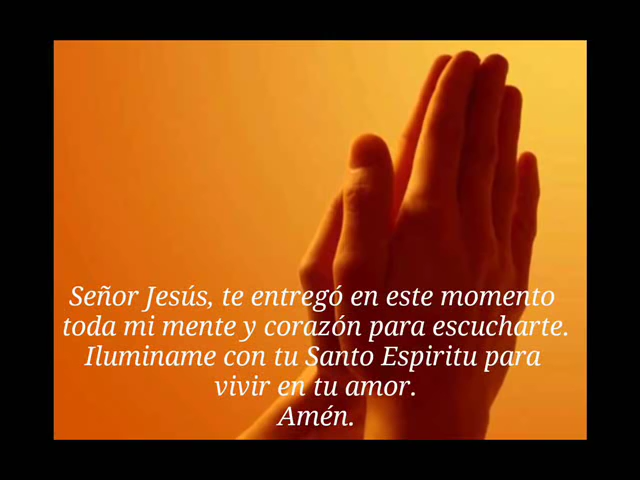 Señor Jesús, te entregó en este momento
toda mi mente y corazón para escucharte.
Iluminame con tu Santo Espiritu para
vivir en tu amor.
Amén.